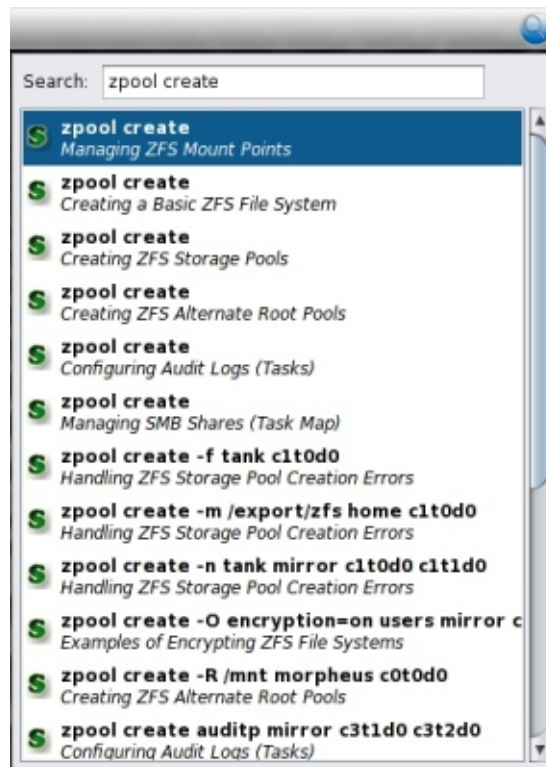 Search: zpool create
zpool create
Managing ZFS Mount Points
zpool create
Creating a Basic ZFS File System
zpool create
Creating ZFS Storage Pools
zpool create
Creating ZFS Alternate Root Pools
zpool create
Configuring Audit Logs (Tasks)
zpool create
Managing SMB Shares (Task Map)
zpool create -f tank c1t0d0
Handling ZFS Storage Pool Creation Errors
zpool create -m /export/zfs home c1t0d0
Handling ZFS Storage Pool Creation Errors
zpool create -n tank mirror c1t0d0 c1t1d0
Handling ZFS Storage Pool Creation Errors
zpool create -O encryption=on users mirror c
Examples of Encrypting ZFS File Systems
zpool create -R /mnt morpheus c0t0d0
Creating ZFS Alternate Root Pools
zpool create auditp mirror c3t1d0 c3t2d0
Configuring Audit Logs (Tasks)